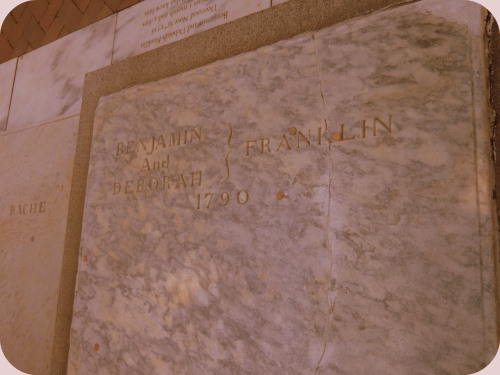 BENJAMIN
And
DEBORAH
} FRANKLIN
1790
BACHE